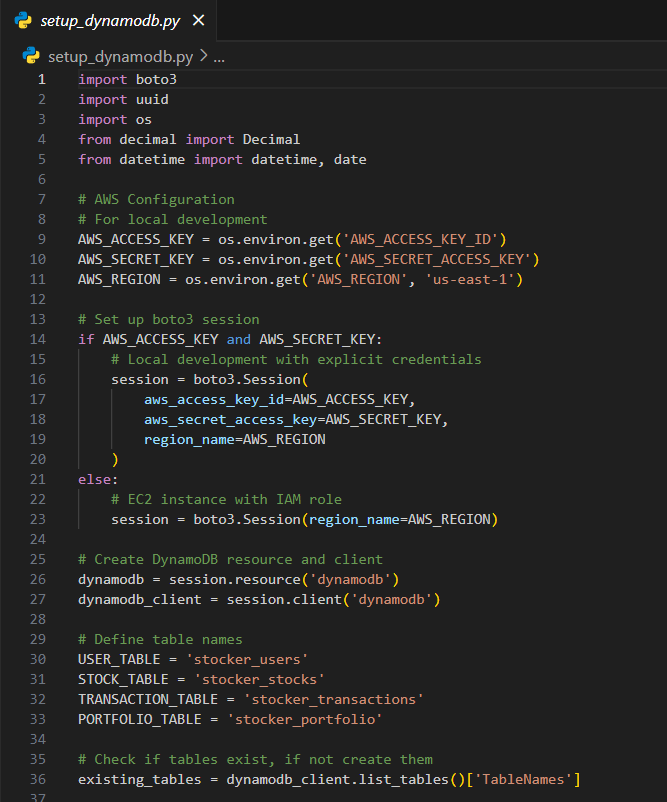 setup_dynamodb.py ×
setup_dynamodb.py > ...
1 import boto3
2 import uuid
3 import os
4 from decimal import Decimal
5 from datetime import datetime, date
6
7 # AWS Configuration
8 # For local development
9 AWS_ACCESS_KEY = os.environ.get('AWS_ACCESS_KEY_ID')
10 AWS_SECRET_KEY = os.environ.get('AWS_SECRET_ACCESS_KEY')
11 AWS_REGION = os.environ.get('AWS_REGION', 'us-east-1')
12
13 # Set up boto3 session
14 if AWS_ACCESS_KEY and AWS_SECRET_KEY:
15     # Local development with explicit credentials
16     session = boto3.Session(
17         aws_access_key_id=AWS_ACCESS_KEY,
18         aws_secret_access_key=AWS_SECRET_KEY,
19         region_name=AWS_REGION
20     )
21 else:
22     # EC2 instance with IAM role
23     session = boto3.Session(region_name=AWS_REGION)
24
25 # Create DynamoDB resource and client
26 dynamodb = session.resource('dynamodb')
27 dynamodb_client = session.client('dynamodb')
28
29 # Define table names
30 USER_TABLE = 'stocker_users'
31 STOCK_TABLE = 'stocker_stocks'
32 TRANSACTION_TABLE = 'stocker_transactions'
33 PORTFOLIO_TABLE = 'stocker_portfolio'
34
35 # Check if tables exist, if not create them
36 existing_tables = dynamodb_client.list_tables()['TableNames']
37